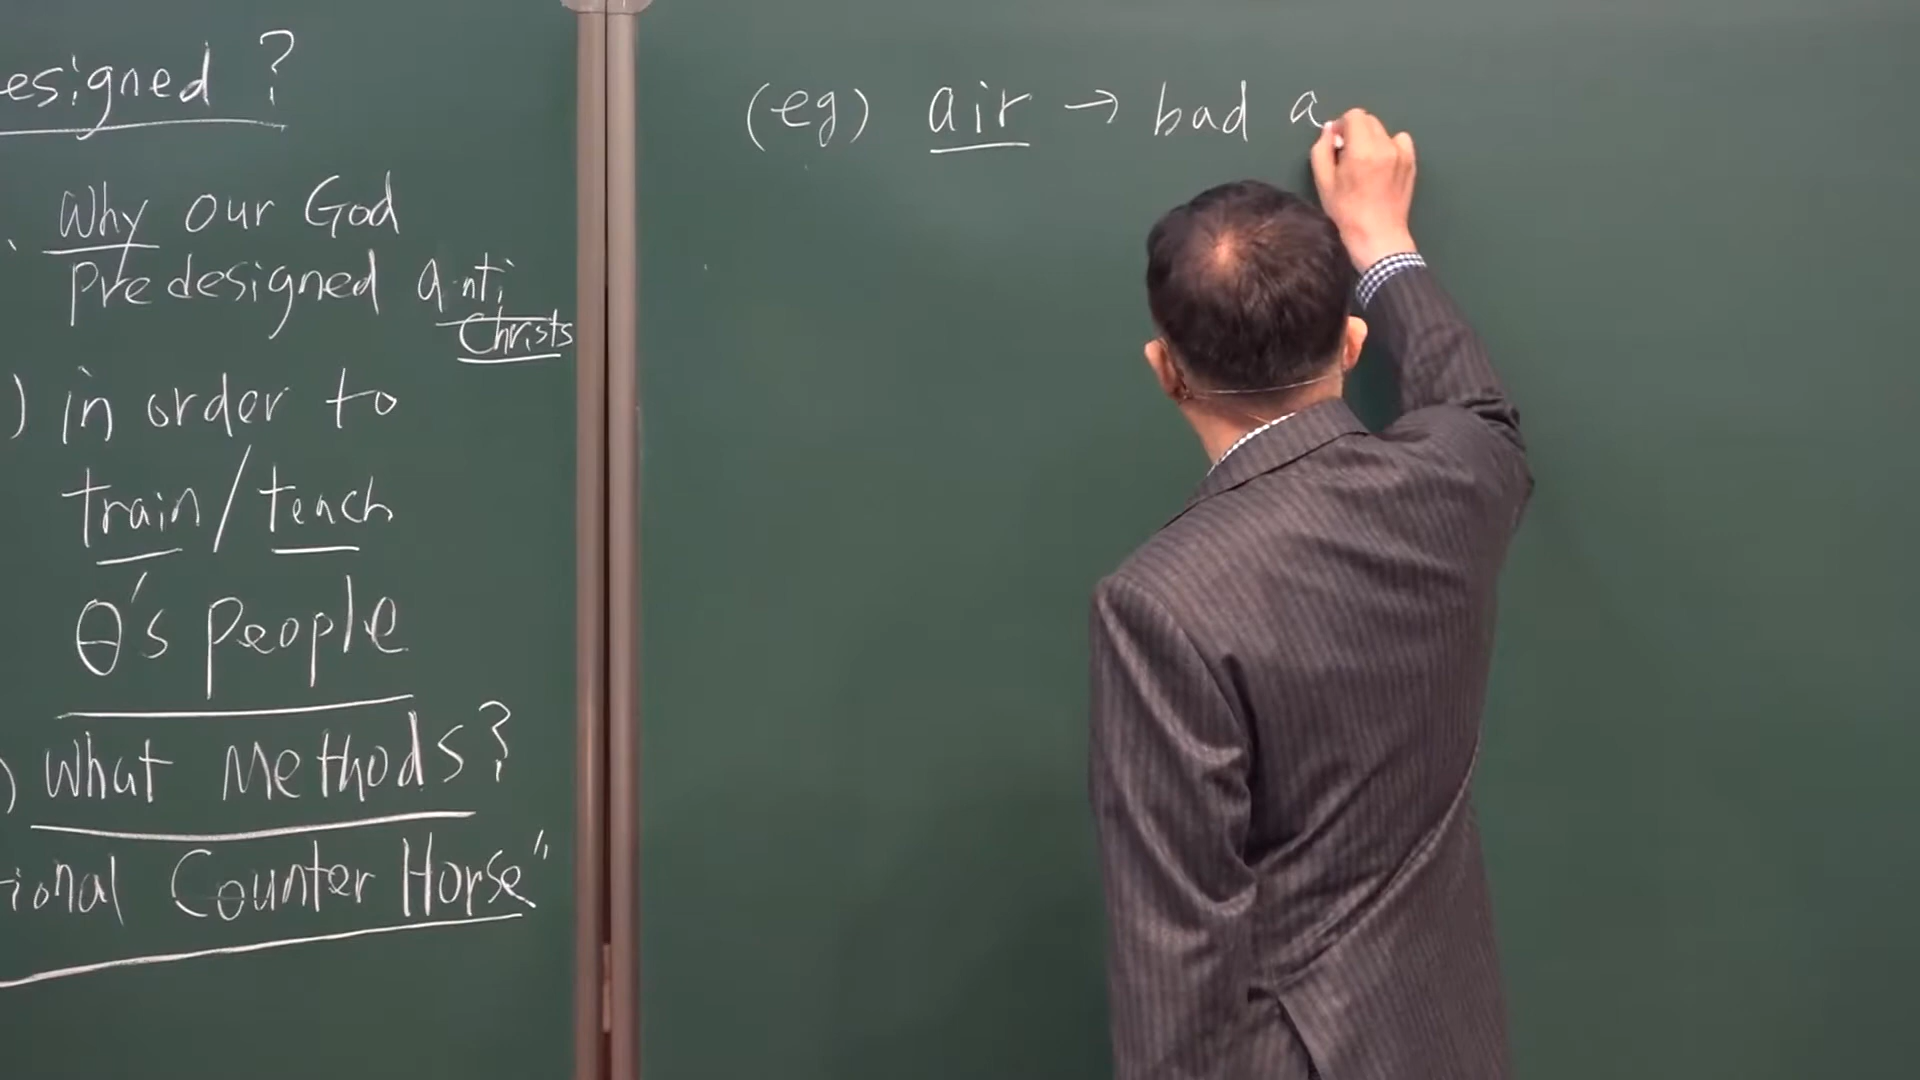 esigned ?
Why our God
predesigned anti
Christs
) in order to
train/teach
θ's people
) What Methods?
ional Counter Horse"
(eg) air → bad a